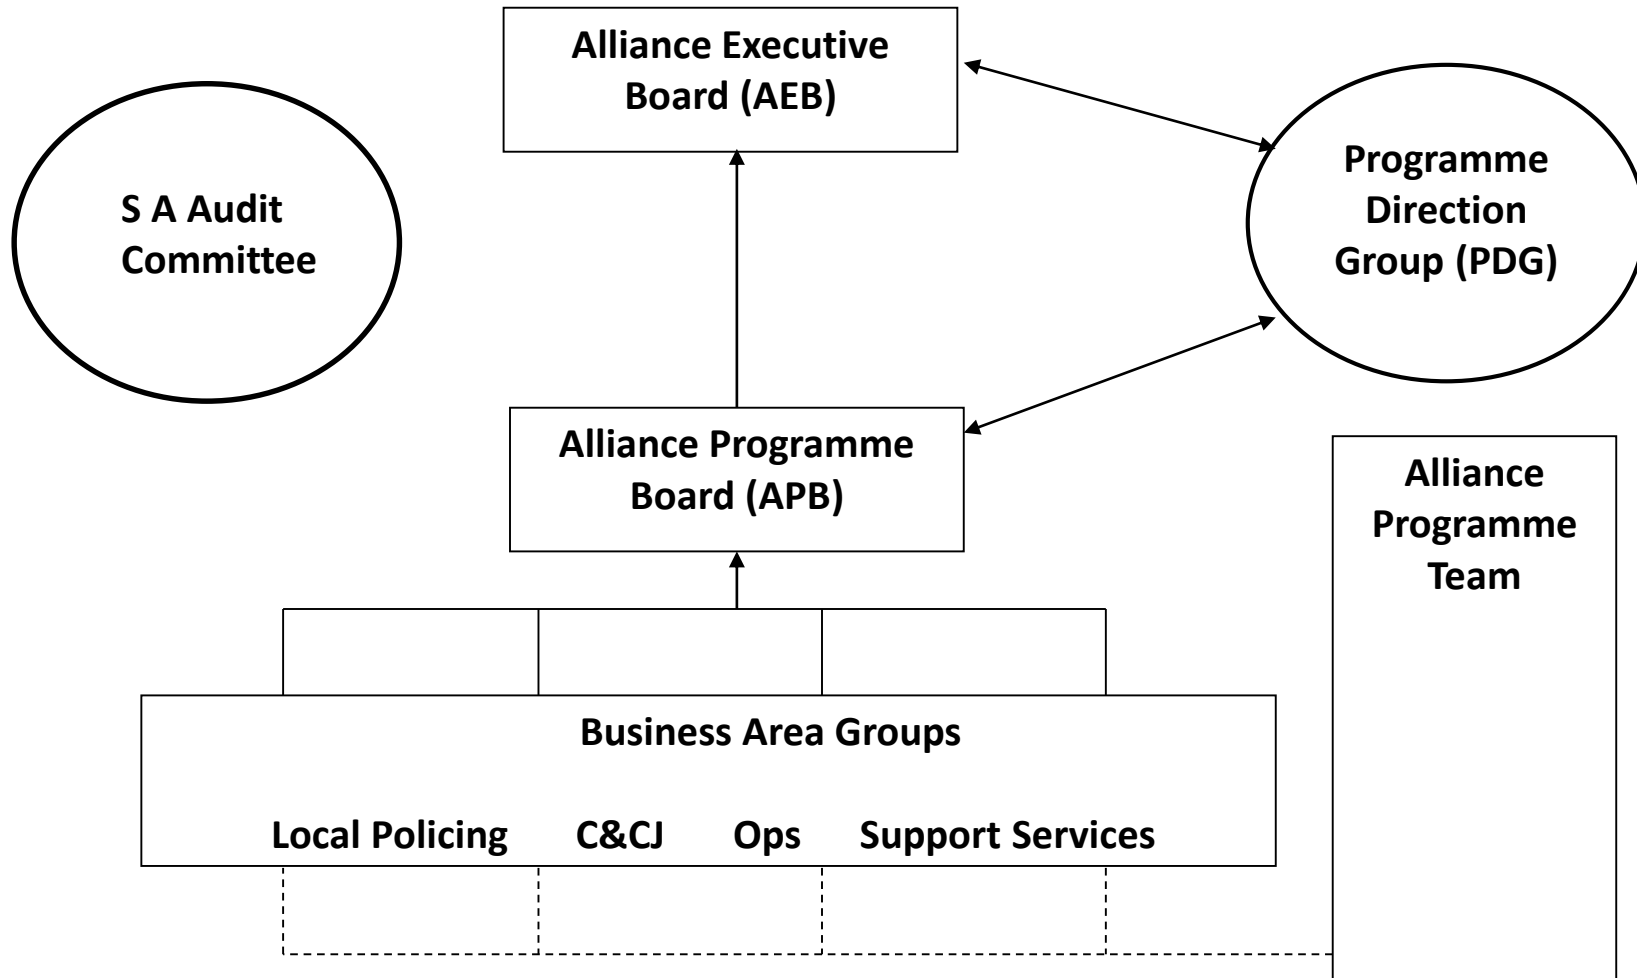 Alliance Executive
Board (AEB)
S A Audit
Committee
Programme
Direction
Group (PDG)
Alliance Programme
Board (APB)
Alliance
Programme
Team
Business Area Groups
Local Policing C&CJ Ops Support Services